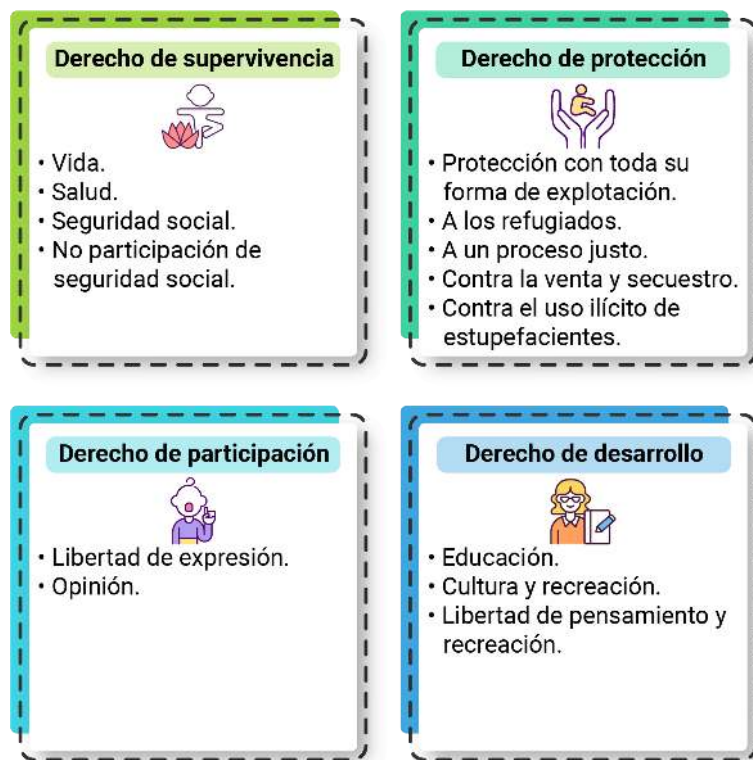 Derecho de supervivencia
• Vida.
• Salud.
• Seguridad social.
• No participación de
seguridad social.
Derecho de protección
• Protección con toda su
forma de explotación.
• A los refugiados.
• A un proceso justo.
• Contra la venta y secuestro.
• Contra el uso ilícito de
estupefacientes.
Derecho de participación
• Libertad de expresión.
• Opinión.
Derecho de desarrollo
• Educación.
• Cultura y recreación.
• Libertad de pensamiento y
recreación.